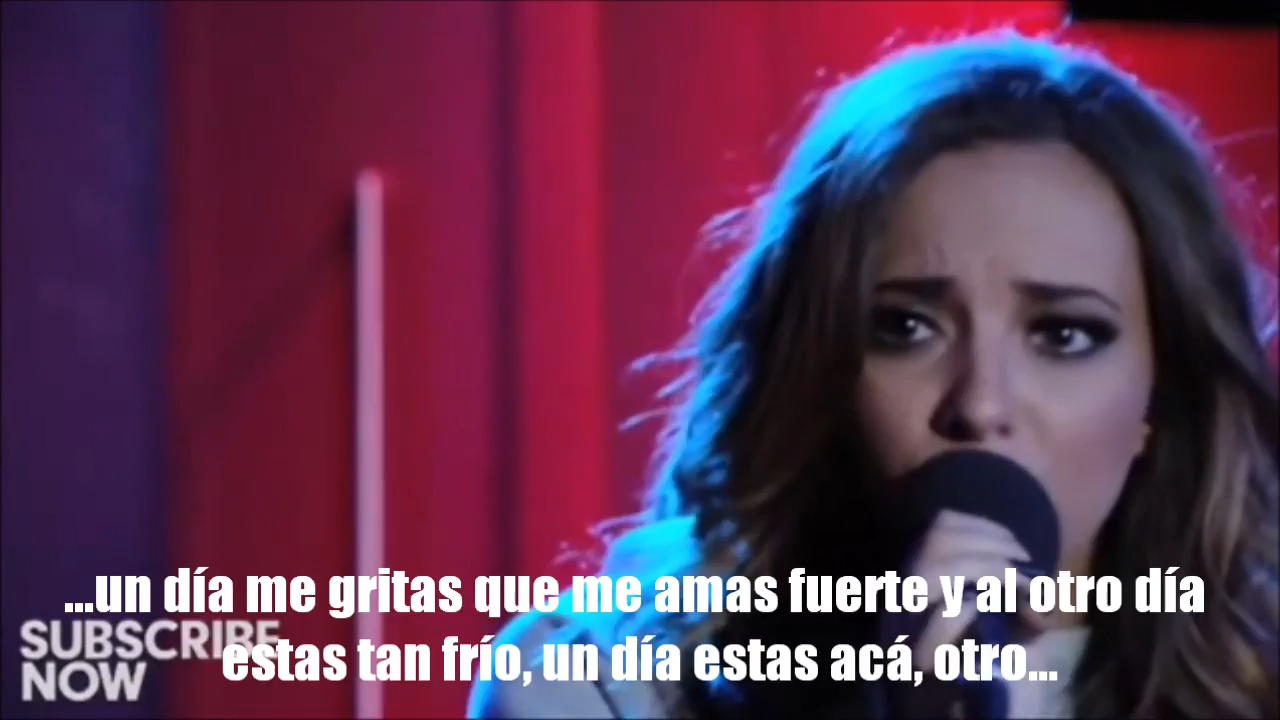 ...un día me gritas que me amas fuerte y al otro día
estas tan frío, un día estas acá, otro...
SUBSCRIBE
NOW